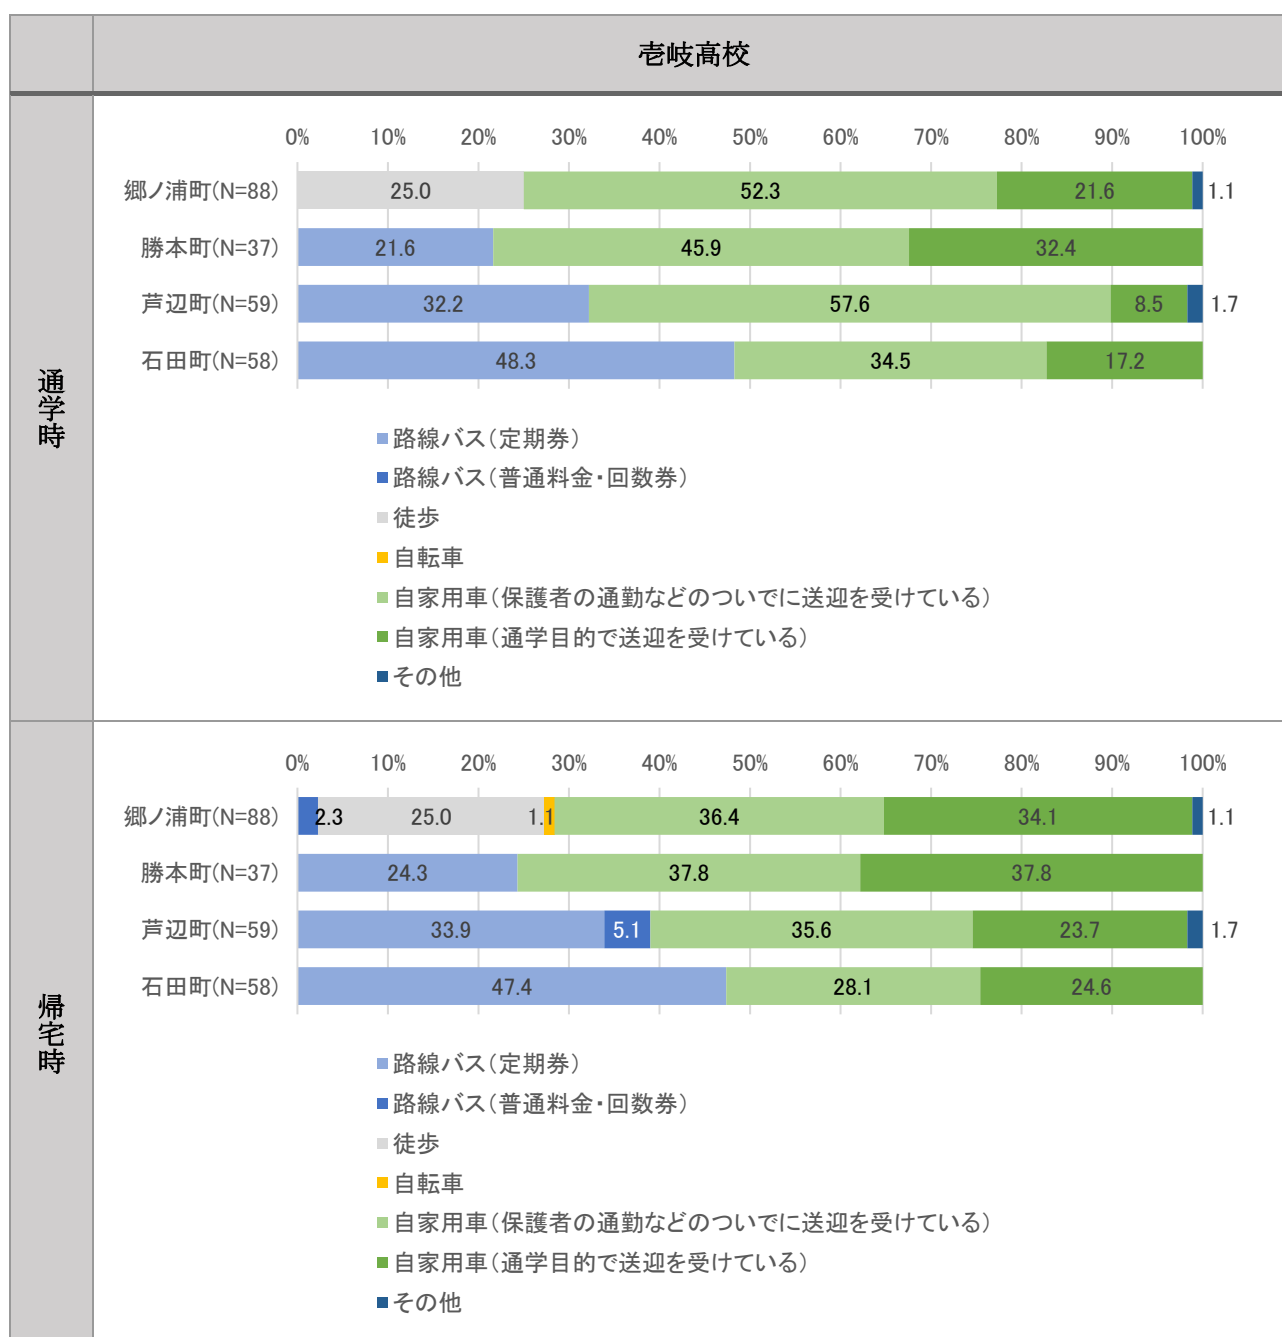 壱岐高校
通学時
0% 10% 20% 30% 40% 50% 60% 70% 80% 90% 100%
郷ノ浦町(N=88) 25.0 52.3 21.6 1.1
勝本町(N=37) 21.6 45.9 32.4
芦辺町(N=59) 32.2 57.6 8.5 1.7
石田町(N=58) 48.3 34.5 17.2
路線バス(定期券)
路線バス(普通料金・回数券)
徒歩
自転車
自家用車(保護者の通勤などのついでに送迎を受けている)
自家用車(通学目的で送迎を受けている)
その他
帰宅時
0% 10% 20% 30% 40% 50% 60% 70% 80% 90% 100%
郷ノ浦町(N=88) 2.3 25.0 1.1 36.4 34.1 1.1
勝本町(N=37) 24.3 37.8 37.8
芦辺町(N=59) 33.9 5.1 35.6 23.7 1.7
石田町(N=58) 47.4 28.1 24.6
路線バス(定期券)
路線バス(普通料金・回数券)
徒歩
自転車
自家用車(保護者の通勤などのついでに送迎を受けている)
自家用車(通学目的で送迎を受けている)
その他